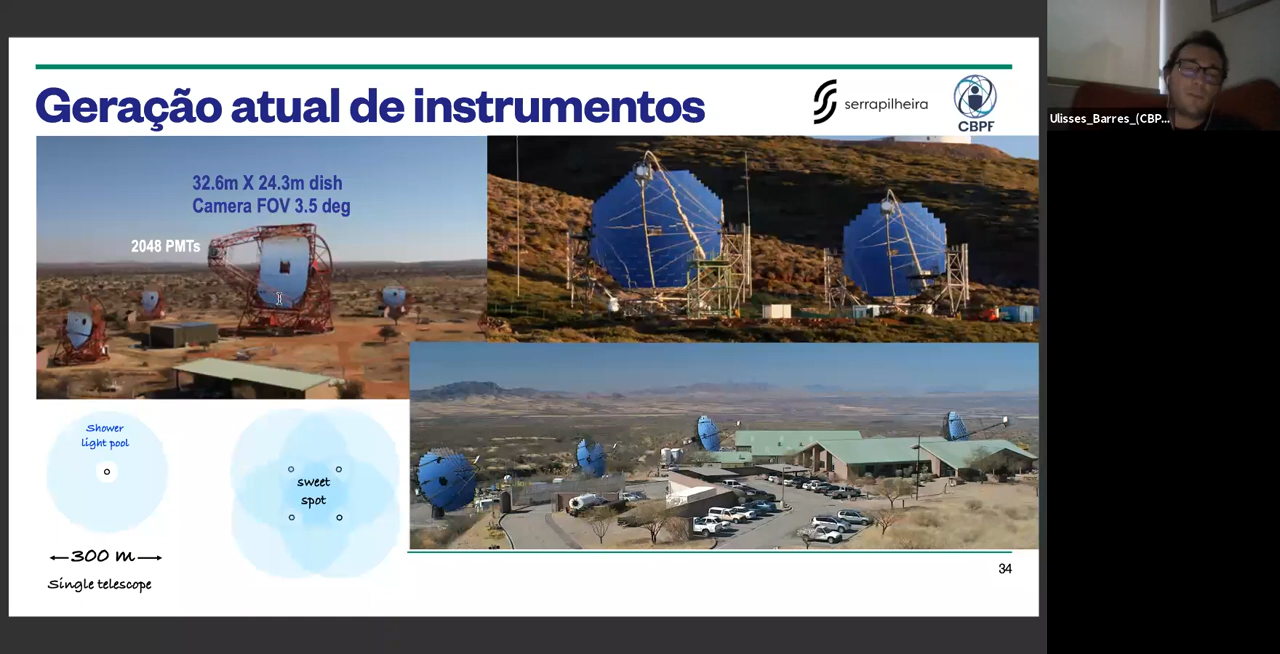 Geração atual de instrumentos
serrapilheira
CBPF
32.6m X 24.3m dish
Camera FOV 3.5 deg
2048 PMTs
Shower
light pool
sweet
spot
300 m
Single telescope
34
Ulisses_Barres_(CBP...